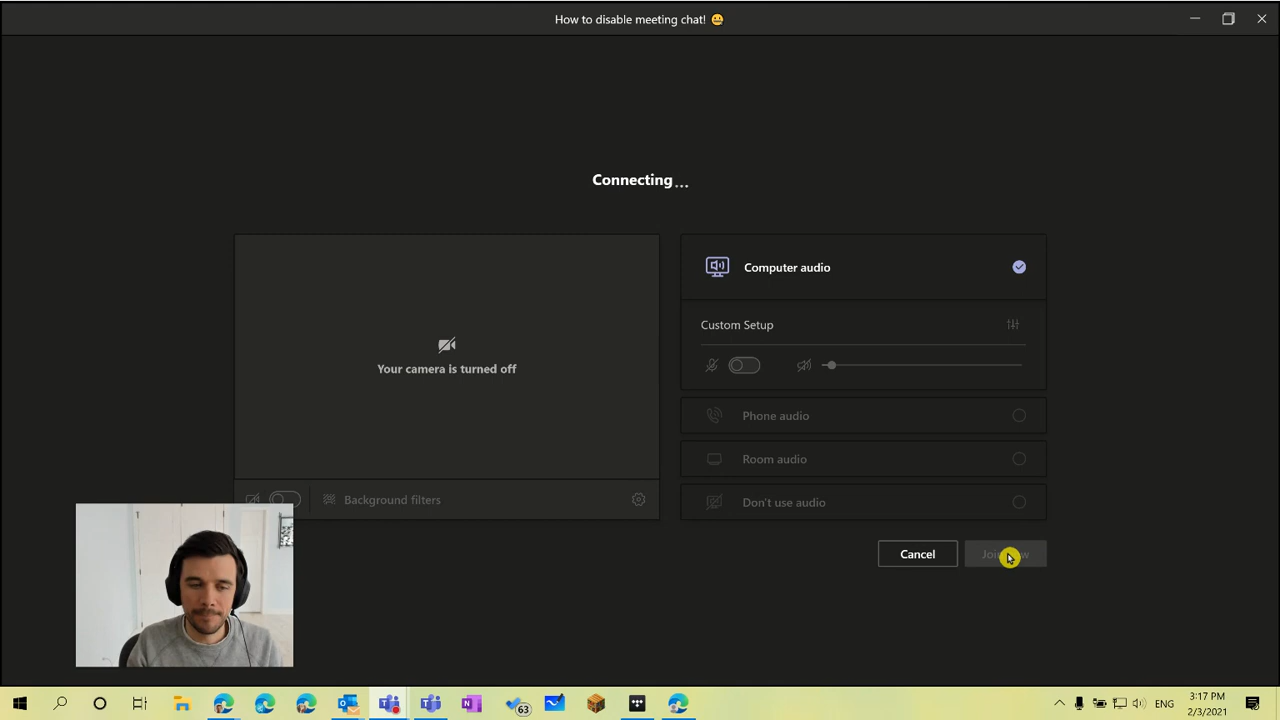 How to disable meeting chat! 🤐
Connecting...
Computer audio
Custom Setup
Your camera is turned off
Phone audio
Room audio
Background filters
Don't use audio
Cancel
63
ENG
3:17 PM
2/3/2021